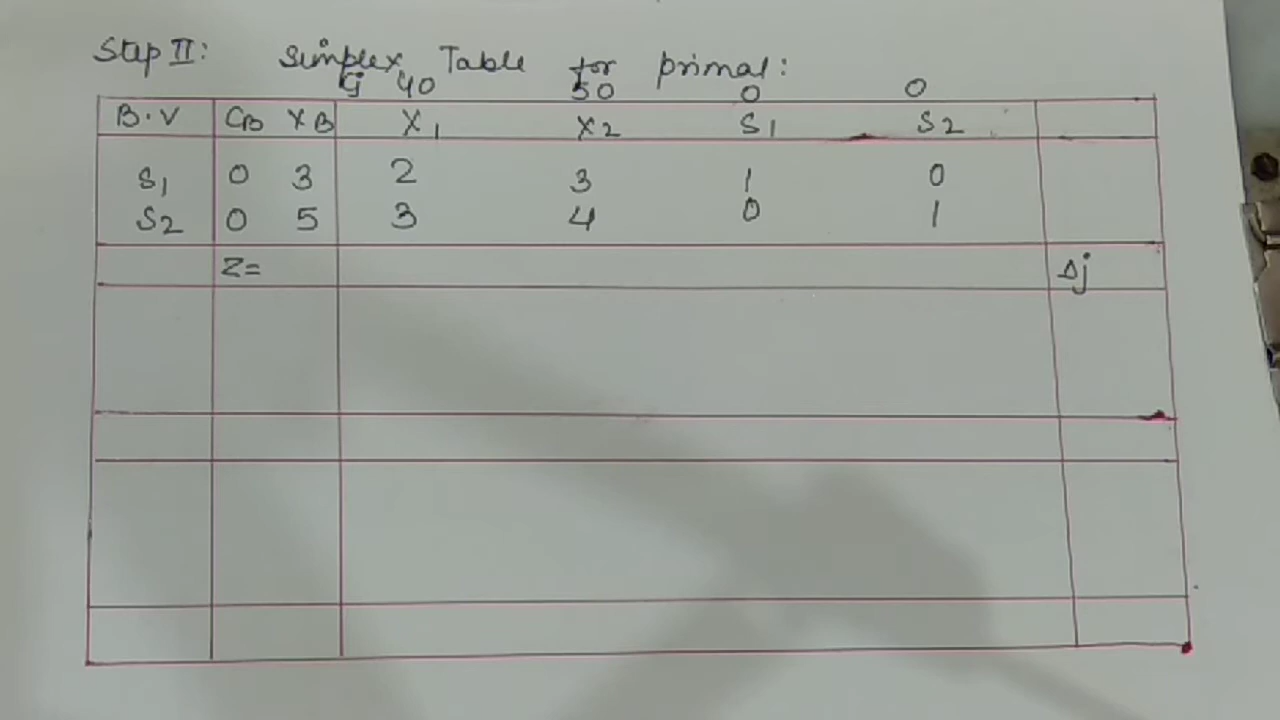 Step II: Simplex Table for primal:
Cj 40 50 0 0
B.V CB XB X1 X2 S1 S2
S1 0 3 2 3 1 0
S2 0 5 3 4 0 1
Z= Δj